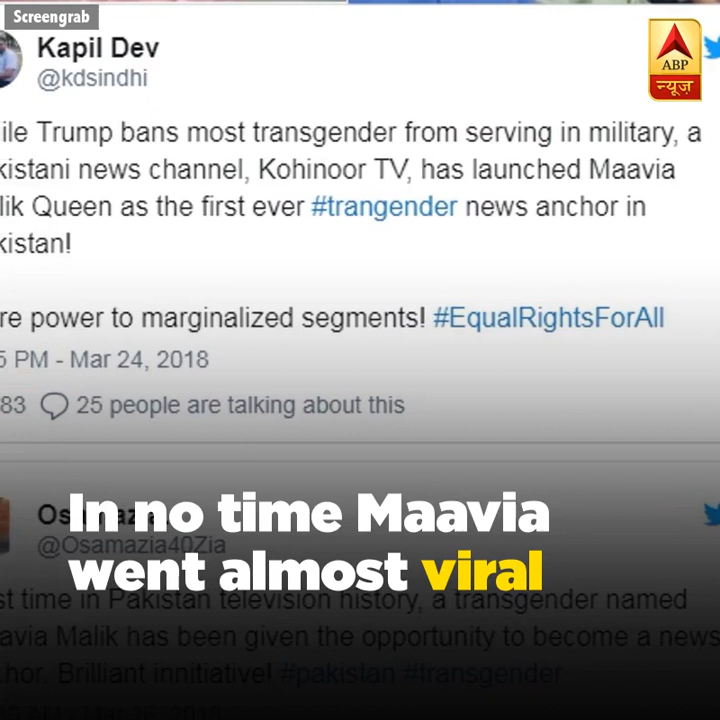 Screengrab
Kapil Dev
@kdsindhi
ABP
न्यूज़
ile Trump bans most transgender from serving in military, a
kistani news channel, Kohinoor TV, has launched Maavia
lik Queen as the first ever #trangender news anchor in
kistan!
re power to marginalized segments! #EqualRightsForAll
5 PM - Mar 24, 2018
83 25 people are talking about this
In no time Maavia
went almost viral
@Osamazia40Zia
st time in Pakistan television history, a transgender named
avia Malik has been given the opportunity to become a news
hor. Brilliant innitiative! #pakistan #transgender